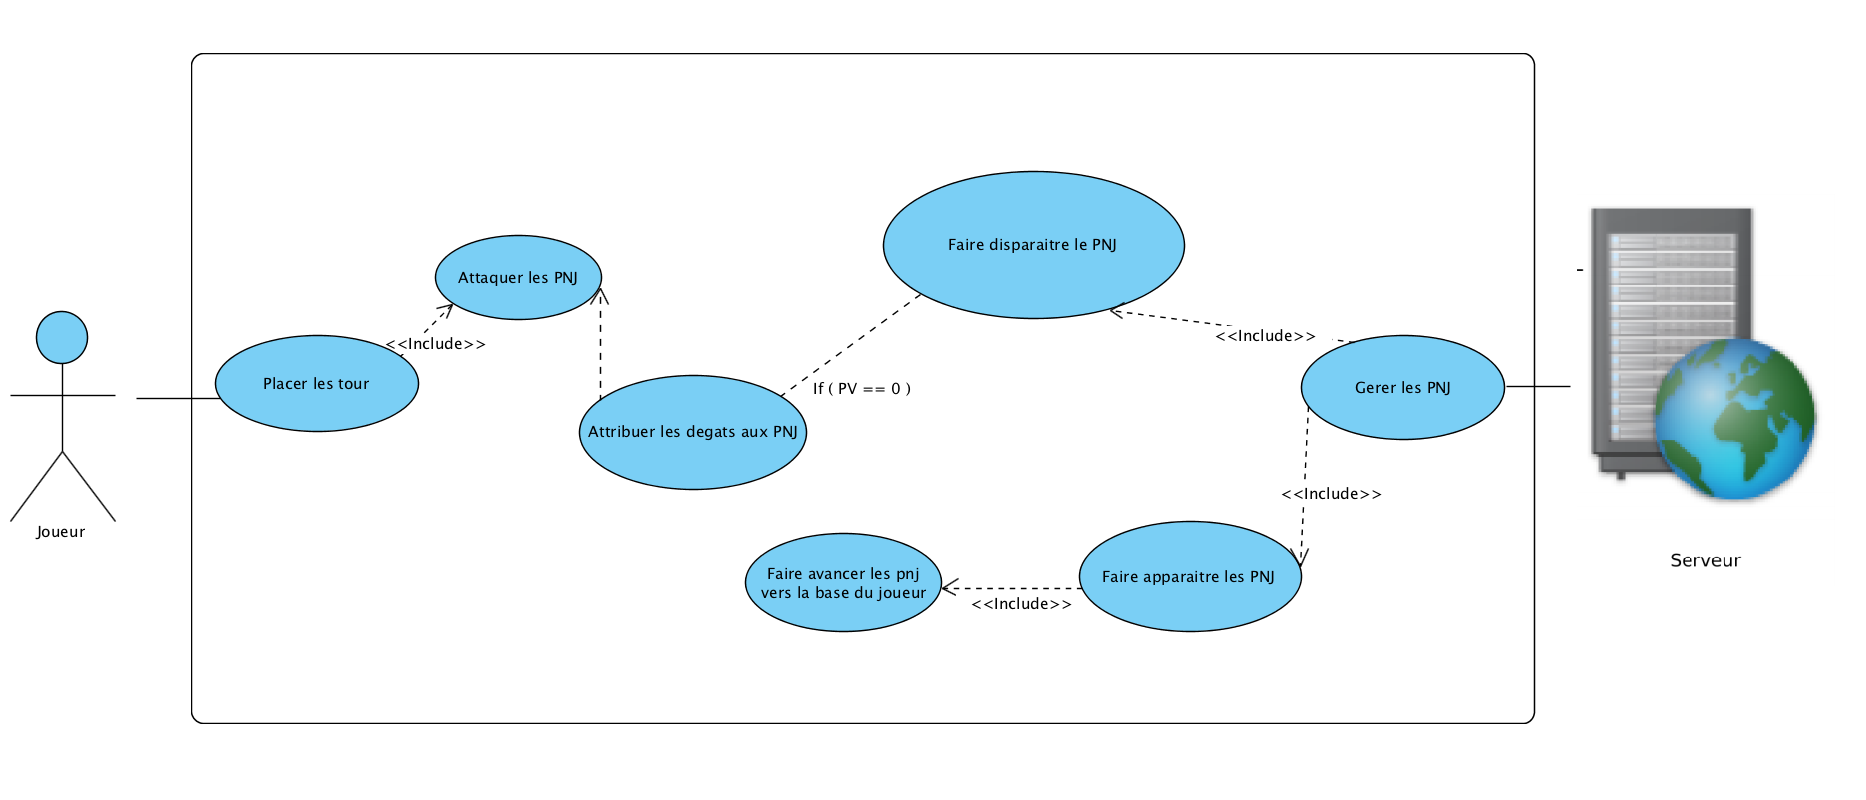 Faire disparaitre le PNJ
Attaquer les PNJ
<<Include>>
<<Include>>
Placer les tour
If ( PV == 0 )
Gerer les PNJ
Attribuer les degats aux PNJ
<<Include>>
Joueur
Serveur
Faire avancer les pnj
vers la base du joueur
Faire apparaitre les PNJ
<<Include>>